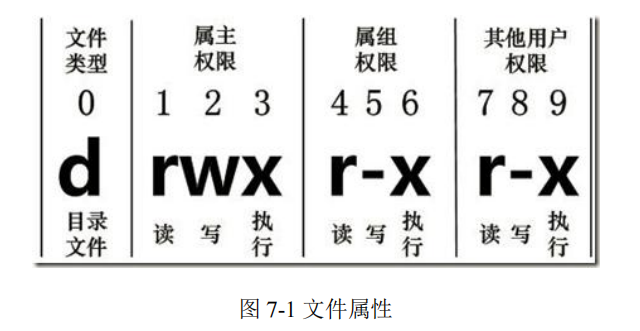 文件 属主 属组 其他用户
类型 权限 权限 权限
0 1 2 3 4 5 6 7 8 9
d rwx r-x r-x
目录 读 写 执 读 写 执 读 写 执
文件 行 行 行
图 7-1 文件属性